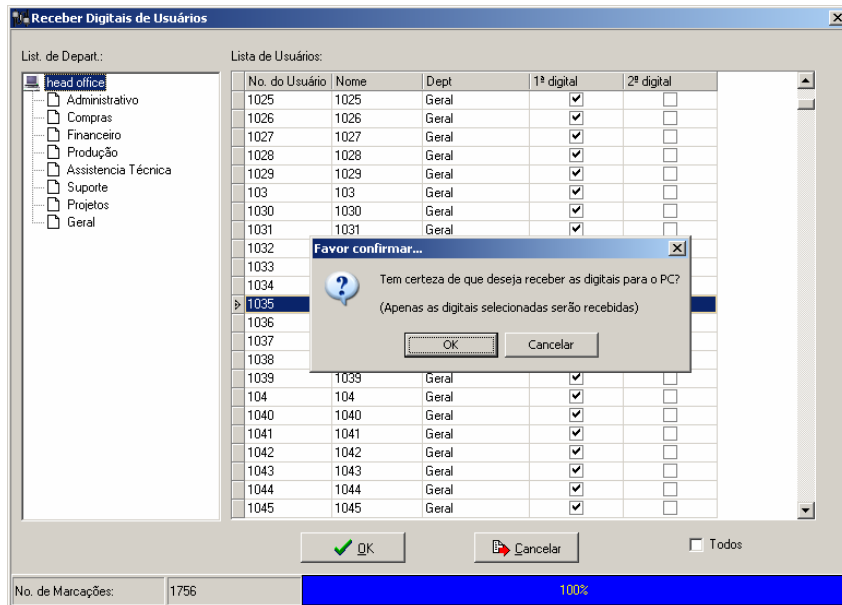 Receber Digitais de Usuários
List. de Depart.:
head office
Administrativo
Compras
Financeiro
Produção
Assistencia Técnica
Suporte
Projetos
Geral
Lista de Usuários:
No. do Usuário Nome Dept 1ª digital 2ª digital
1025 1025 Geral
1026 1026 Geral
1027 1027 Geral
1028 1028 Geral
1029 1029 Geral
103 103 Geral
1030 1030 Geral
1031 1031 Geral
1032
1033
1034
1035
1036
1037
1038
1039 1039 Geral
104 104 Geral
1040 1040 Geral
1041 1041 Geral
1042 1042 Geral
1043 1043 Geral
1044 1044 Geral
1045 1045 Geral
Favor confirmar...
Tem certeza de que deseja receber as digitais para o PC?
(Apenas as digitais selecionadas serão recebidas)
OK Cancelar
OK Cancelar Todos
No. de Marcações: 1756 100%